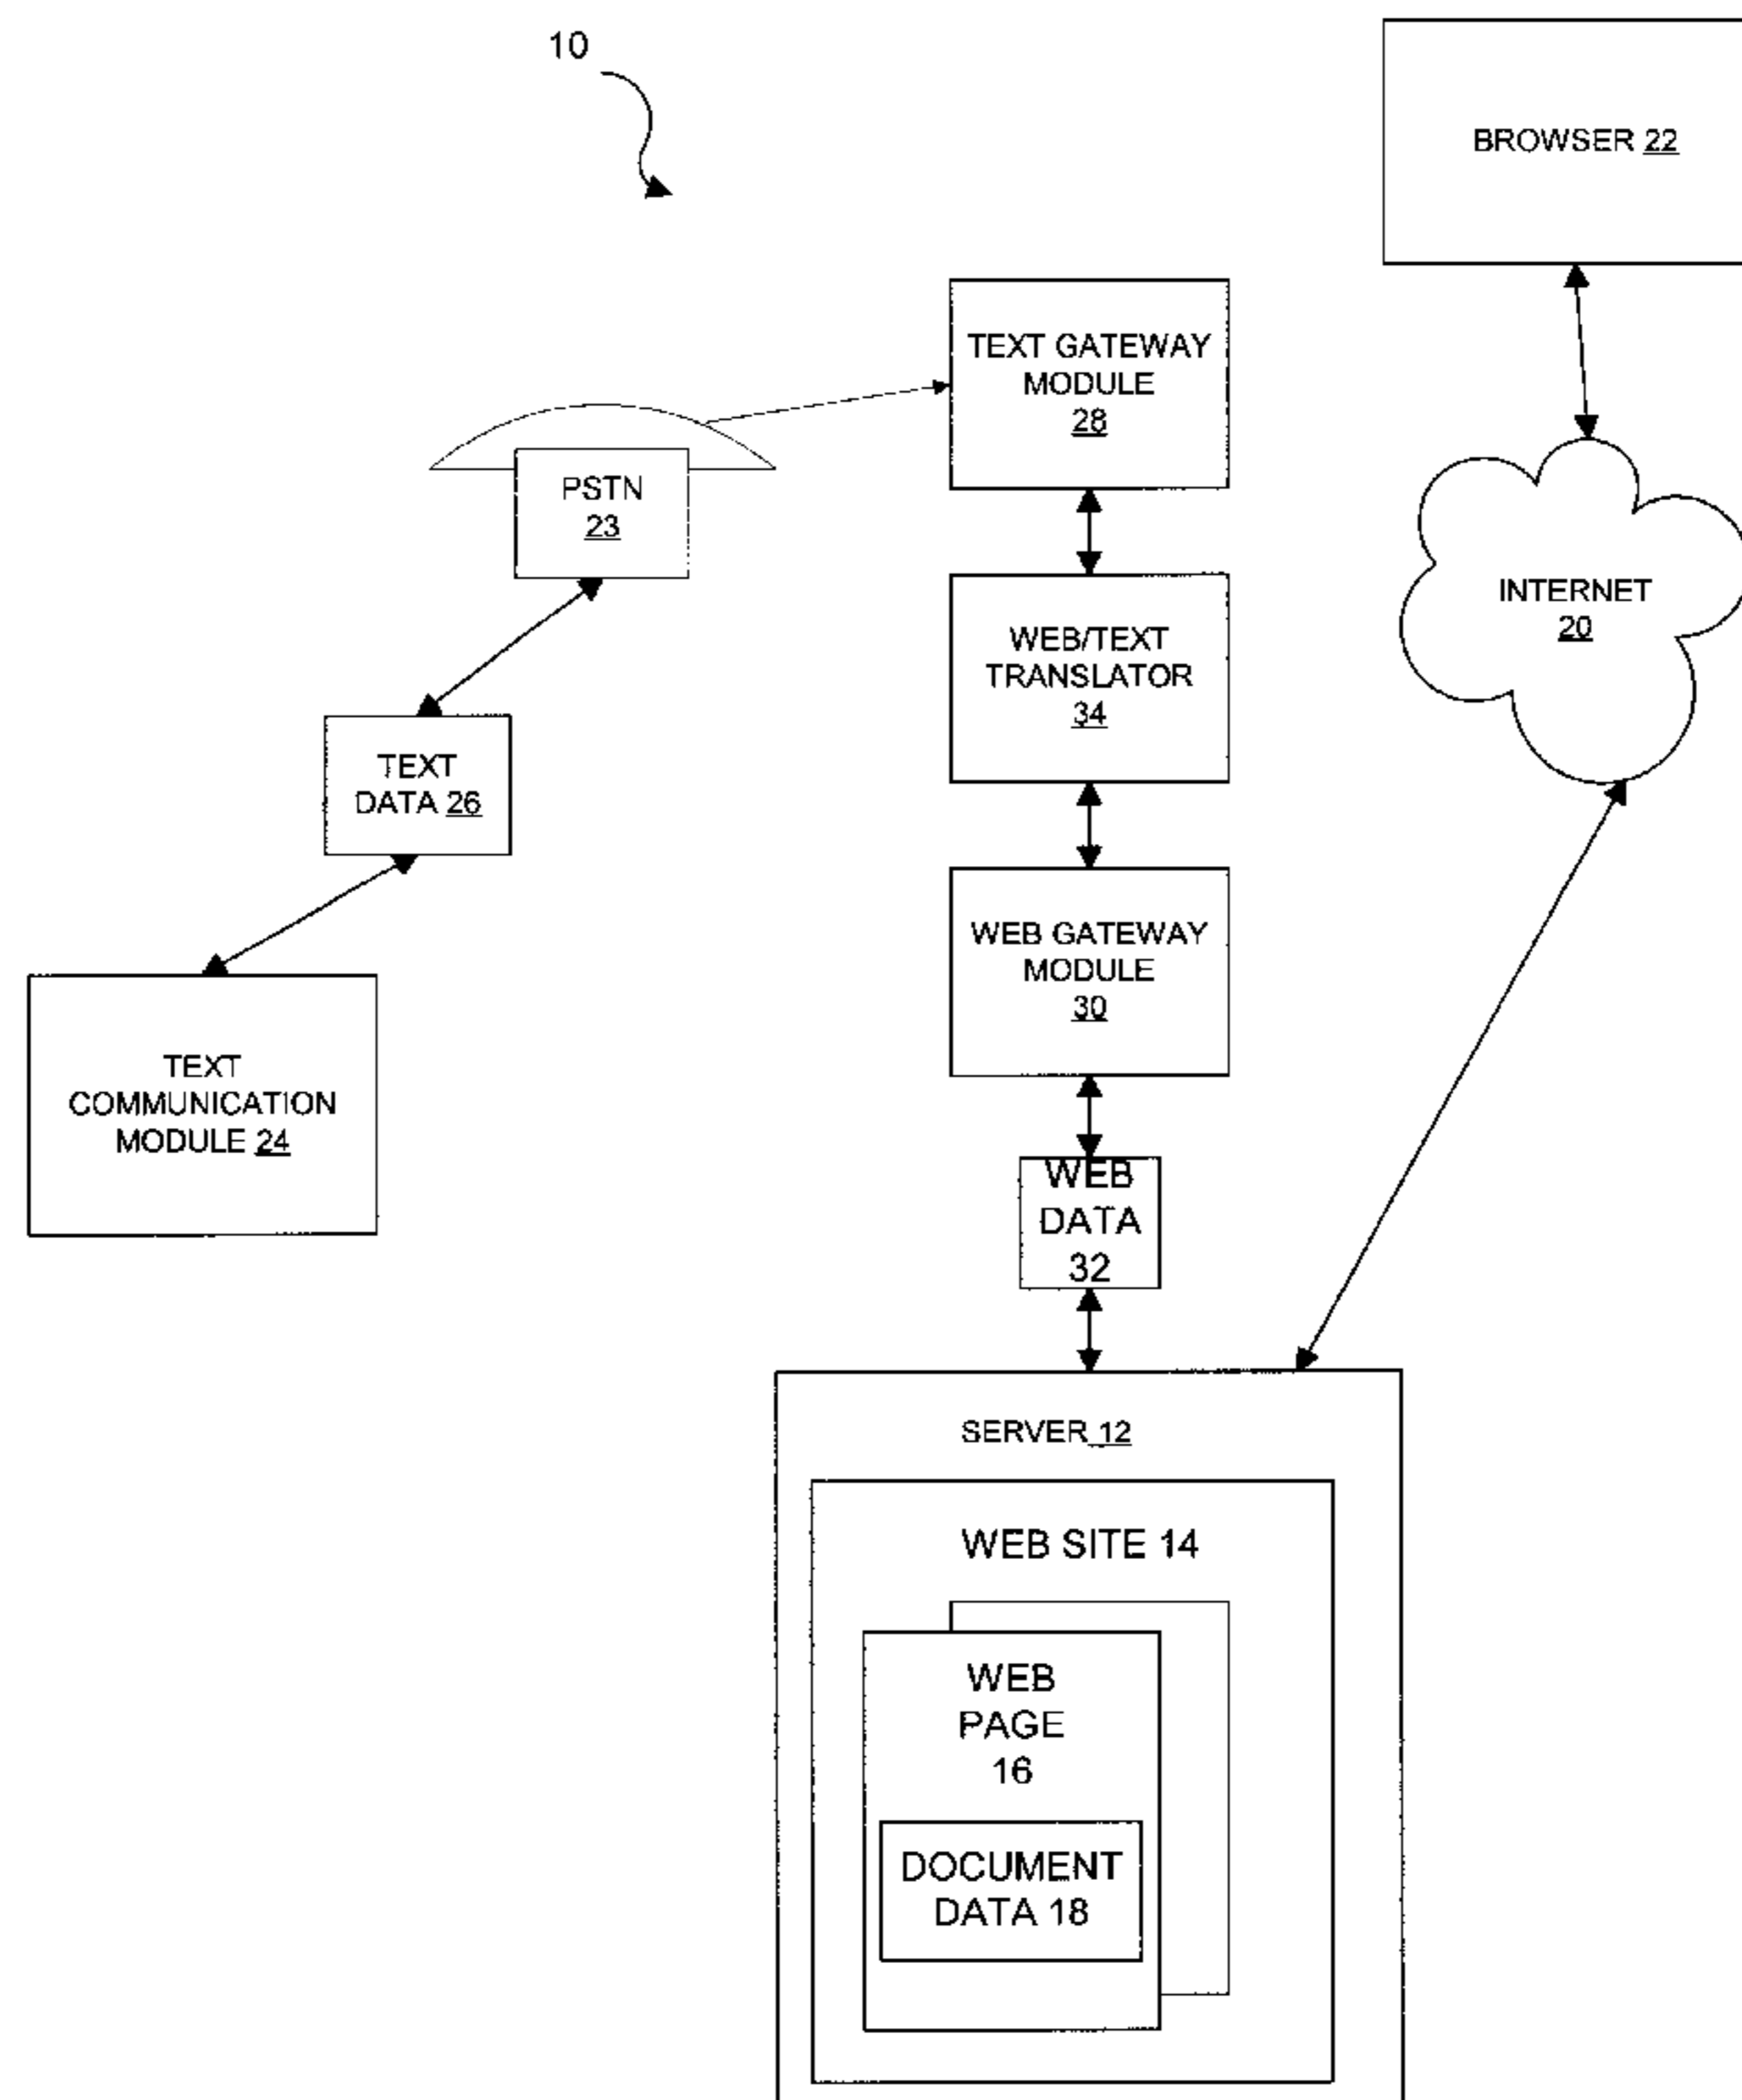 10
BROWSER 22
TEXT GATEWAY
MODULE
28
PSTN
23
WEB/TEXT
TRANSLATOR
34
INTERNET
20
TEXT
DATA 26
WEB GATEWAY
MODULE
30
TEXT
COMMUNICATION
MODULE 24
WEB
DATA
32
SERVER 12
WEB SITE 14
WEB
PAGE
16
DOCUMENT
DATA 18